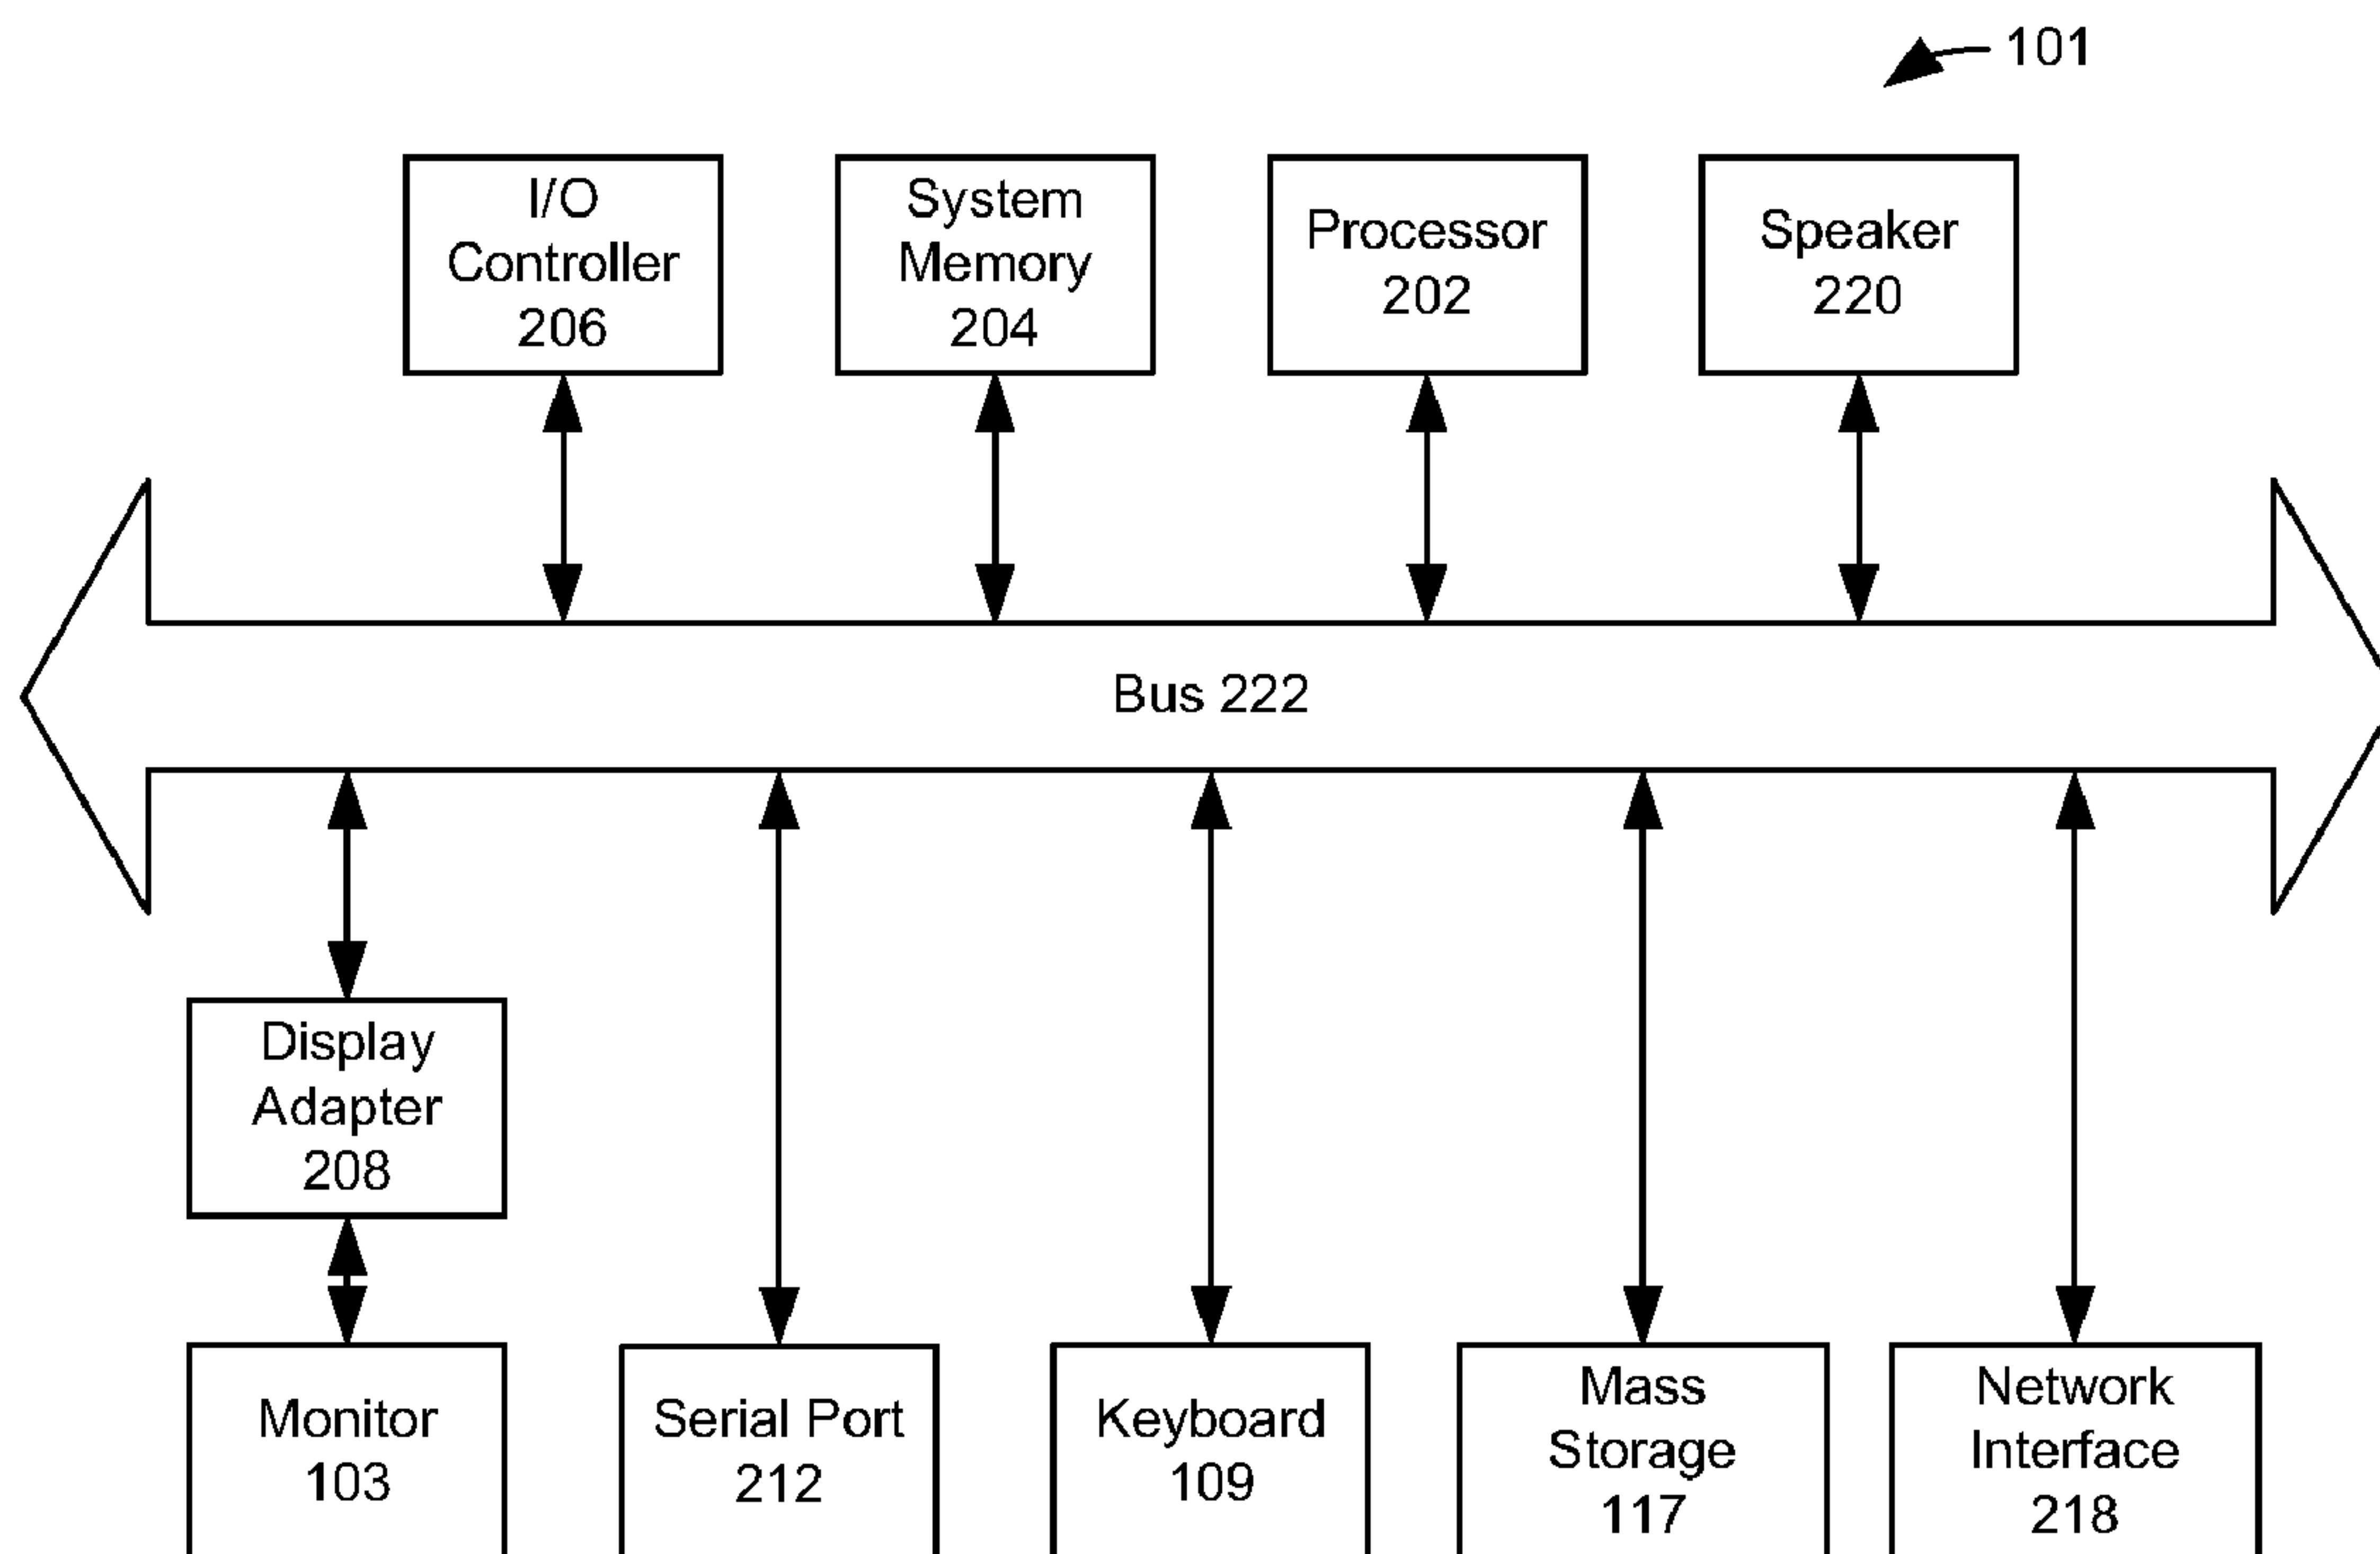 101
I/O
Controller
206
System
Memory
204
Processor
202
Speaker
220
Bus 222
Display
Adapter
208
Monitor
103
Serial Port
212
Keyboard
109
Mass
Storage
117
Network
Interface
218